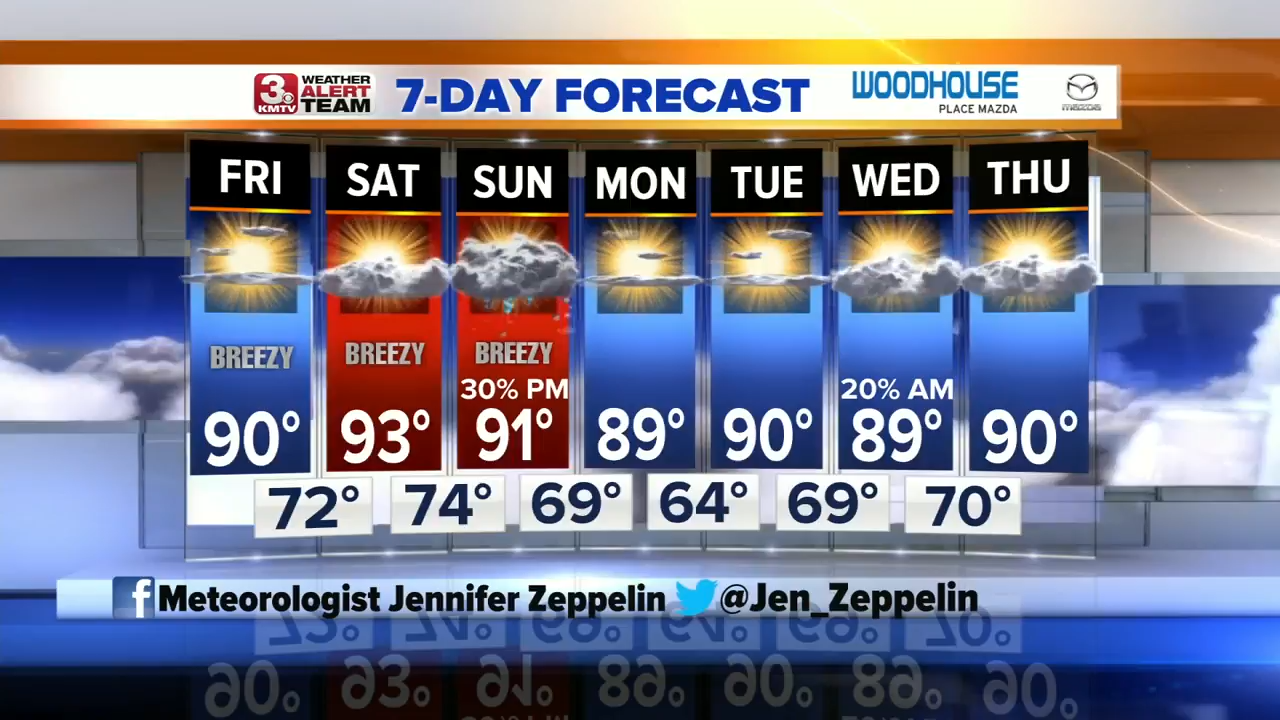 3 KMTV
WEATHER
ALERT
TEAM
7-DAY FORECAST
WOODHOUSE
PLACE MAZDA
FRI SAT SUN MON TUE WED THU
BREEZY BREEZY BREEZY
30% PM 20% AM
90° 93° 91° 89° 90° 89° 90°
72° 74° 69° 64° 69° 70°
f Meteorologist Jennifer Zeppelin @Jen_Zeppelin